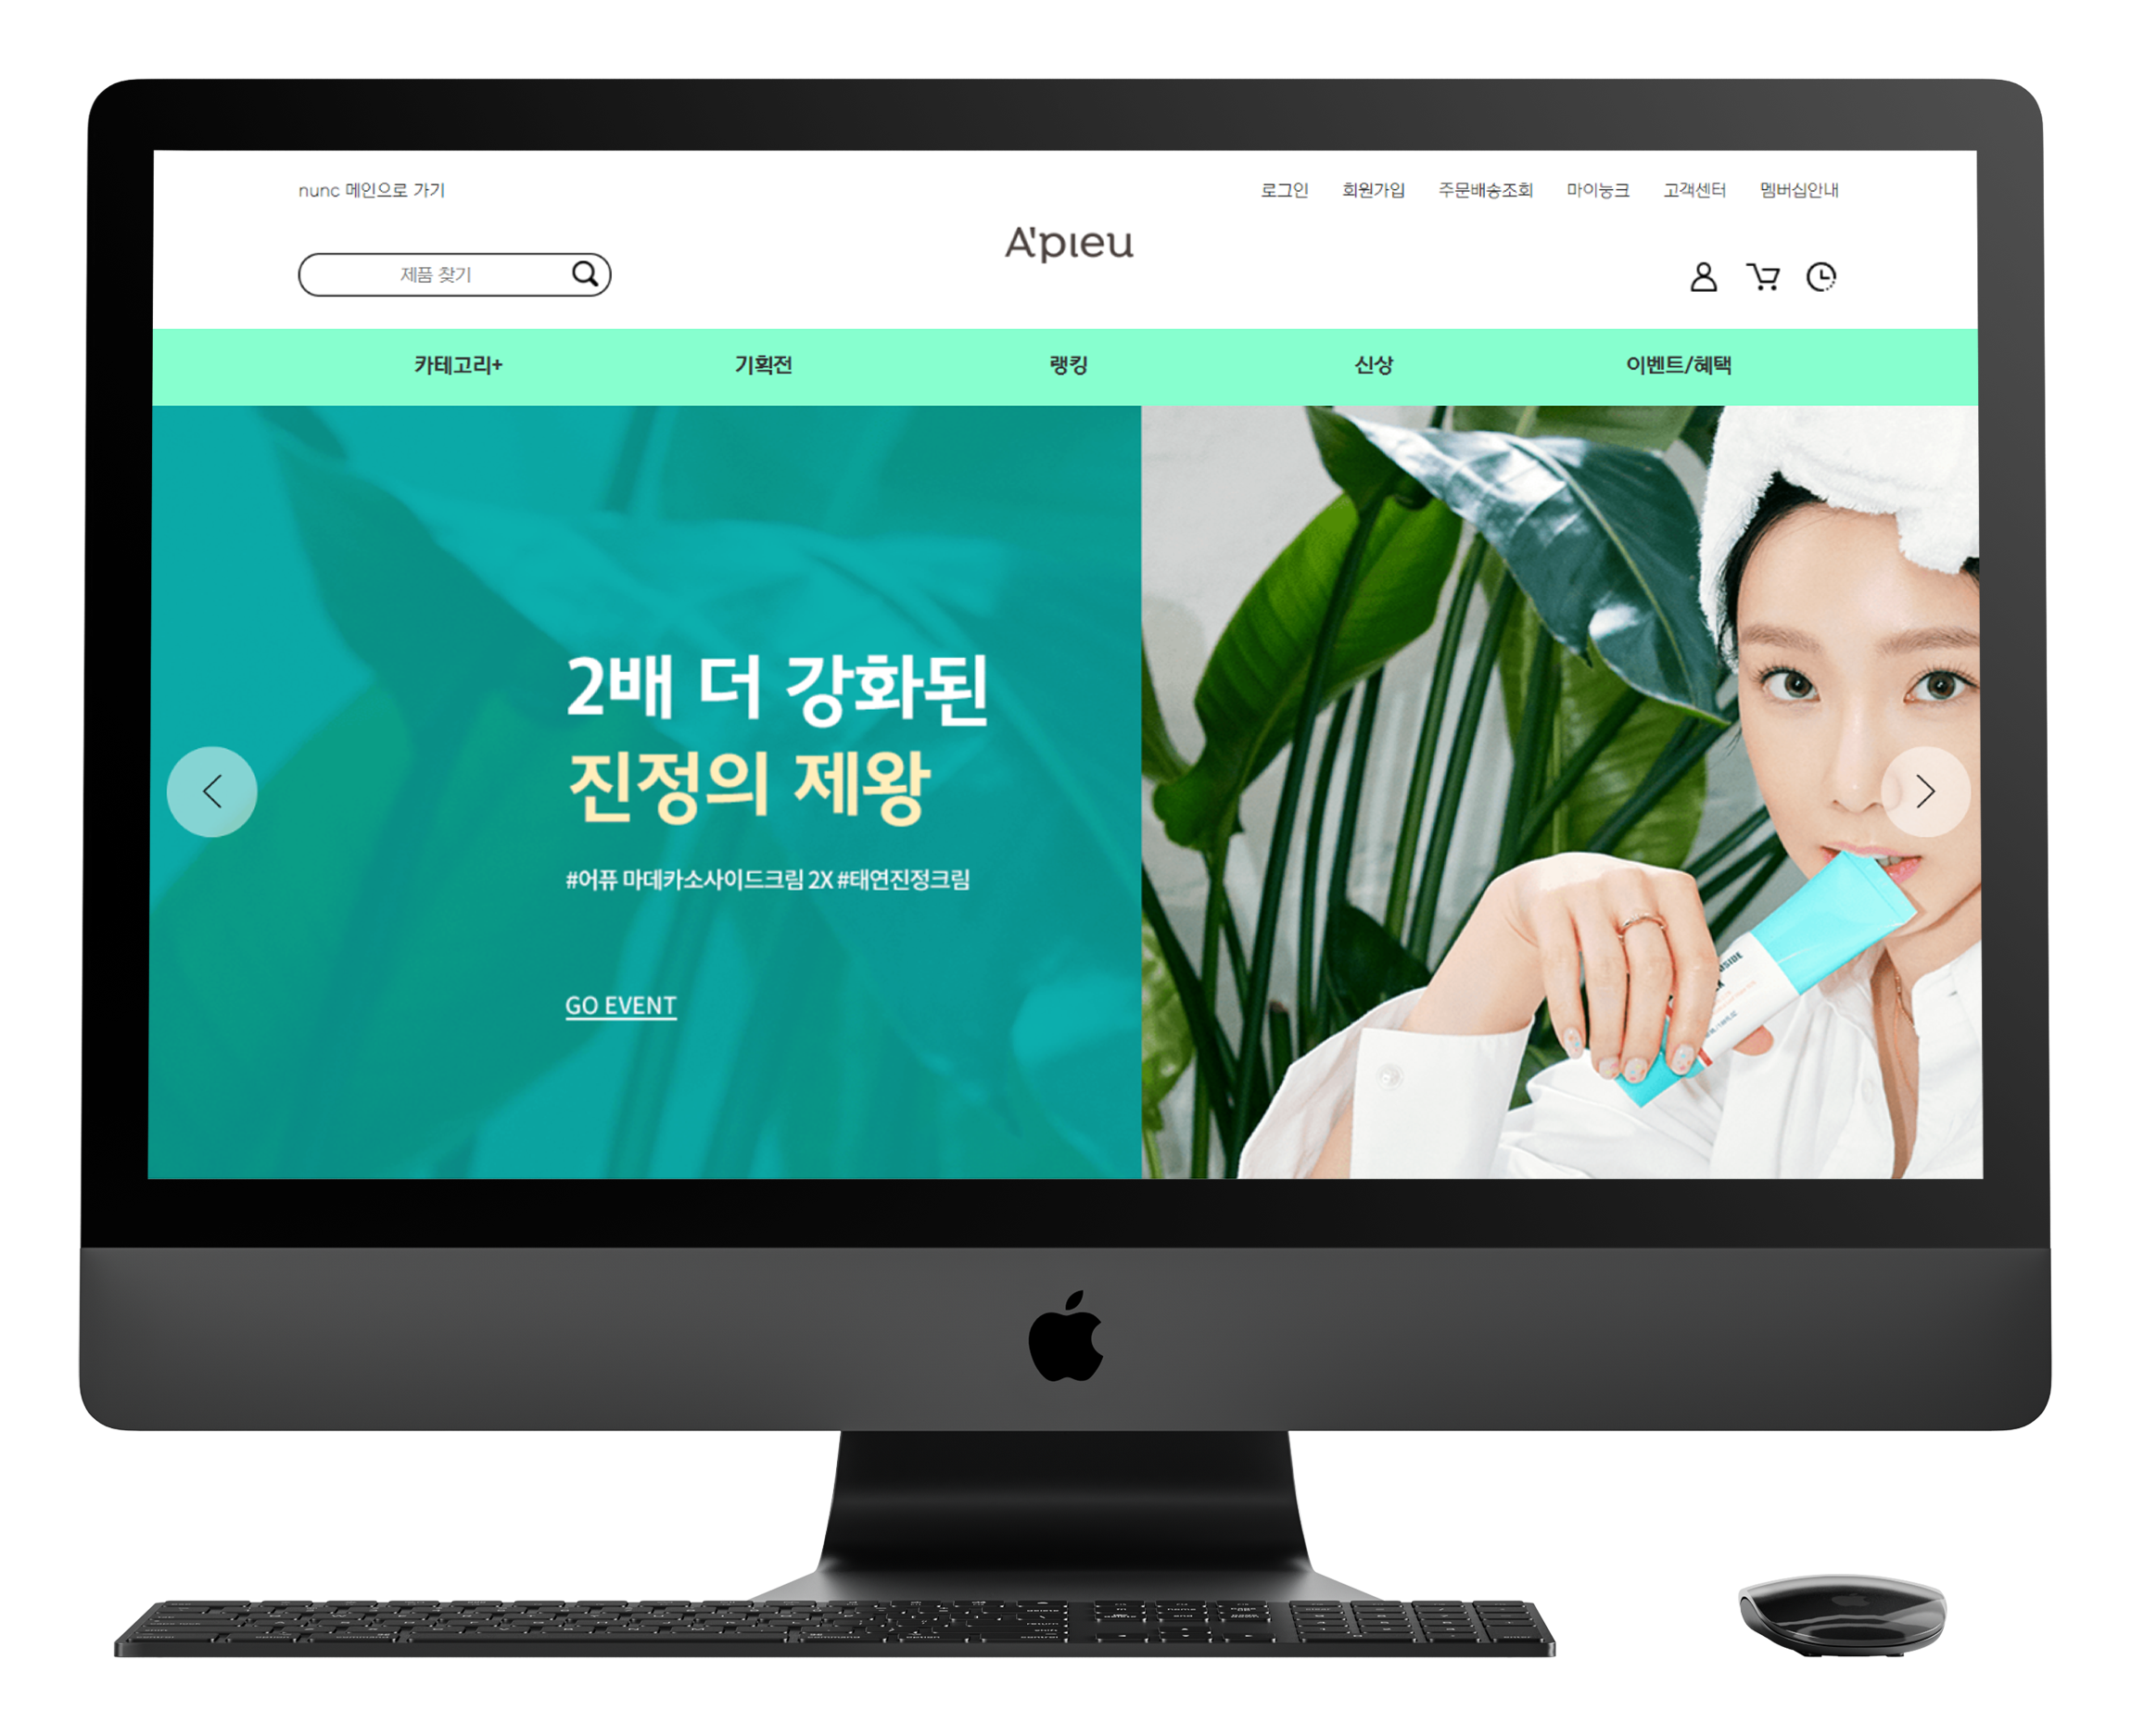 nunc 메인으로 가기
로그인 회원가입 주문배송조회 마이눙크 고객센터 멤버십안내
A'pieu
제품 찾기
카테고리+ 기획전 랭킹 신상 이벤트/혜택
2배 더 강화된
진정의 제왕
#어퓨 마데카소사이드크림 2X #태연진정크림
GO EVENT